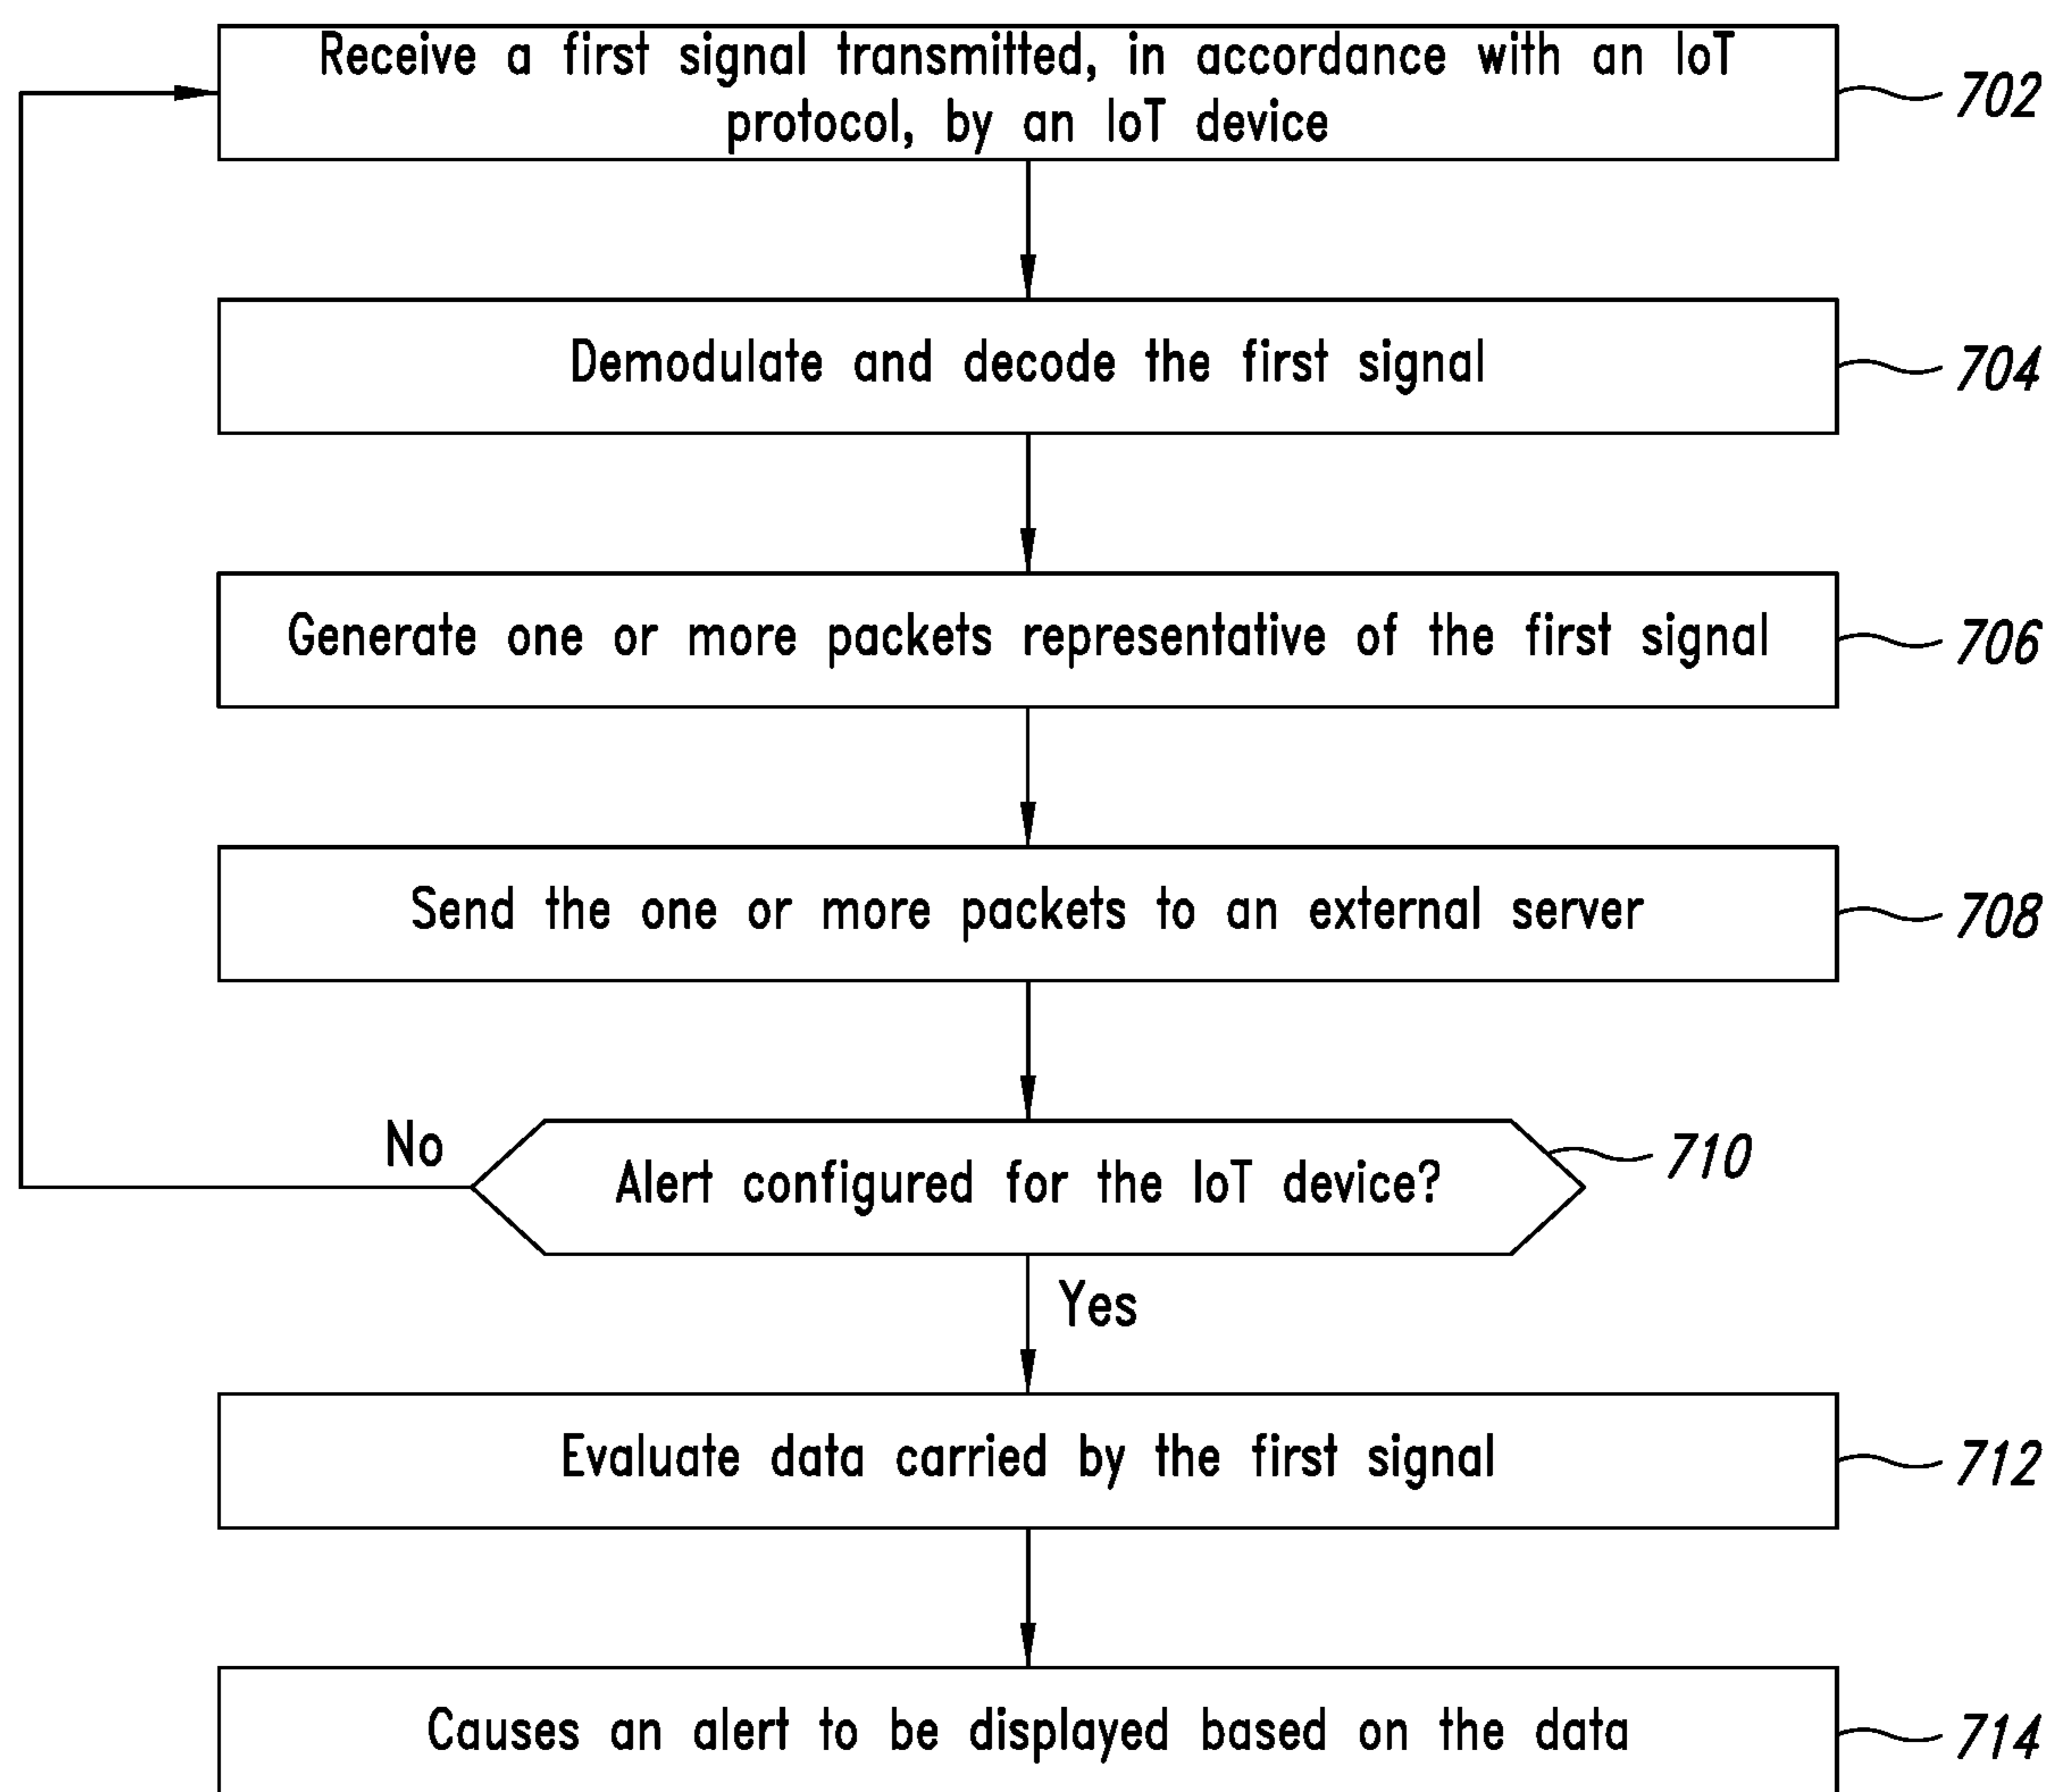 Receive a first signal transmitted, in accordance with an IoT
protocol, by an IoT device
702
Demodulate and decode the first signal
704
Generate one or more packets representative of the first signal
706
Send the one or more packets to an external server
708
No
Alert configured for the IoT device?
710
Yes
Evaluate data carried by the first signal
712
Causes an alert to be displayed based on the data
714